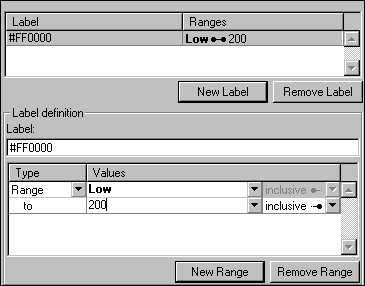 Label Ranges
#FF0000 Low 200
New Label Remove Label
Label definition
Label:
#FF0000
Type Values
Range Low inclusive
to 200 inclusive
New Range Remove Range